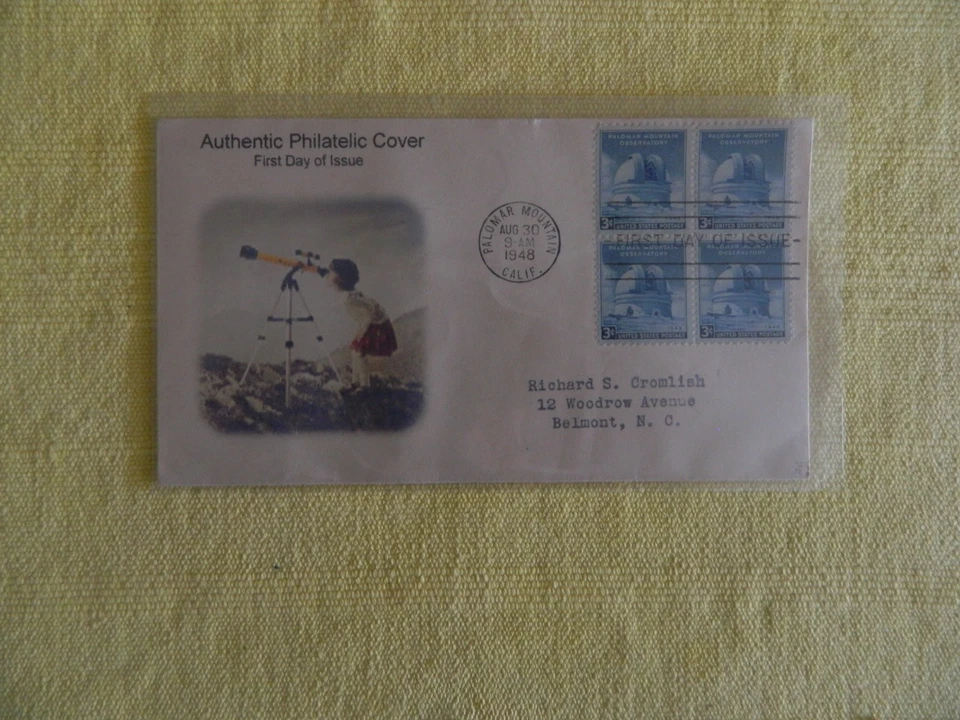 Authentic Philatelic Cover
First Day of Issue
PALOMAR MOUNTAIN
AUG 30
9-AM
1948
CALIF.
PALOMAR MOUNTAIN
OBSERVATORY
3¢ UNITED STATES POSTAGE
PALOMAR MOUNTAIN
OBSERVATORY
3¢ UNITED STATES POSTAGE
-FIRST DAY OF ISSUE-
PALOMAR MOUNTAIN
OBSERVATORY
3¢ UNITED STATES POSTAGE
PALOMAR MOUNTAIN
OBSERVATORY
3¢ UNITED STATES POSTAGE
Richard S. Cromlish
12 Woodrow Avenue
Belmont, N. C.